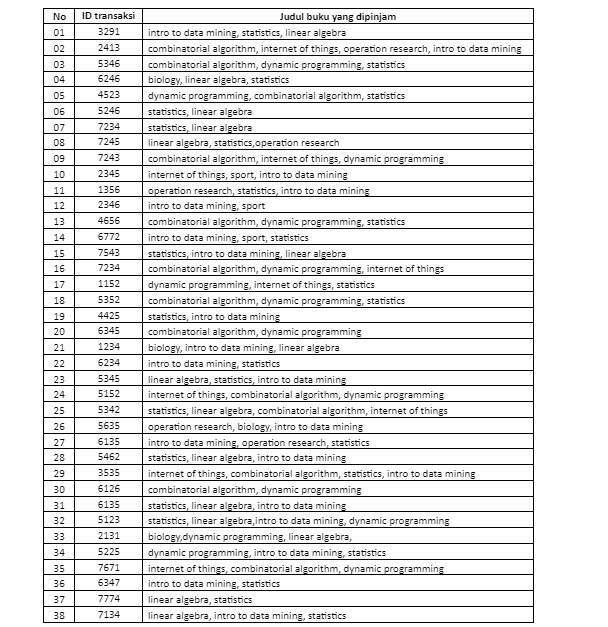 No ID transaksi Judul buku yang dipinjam
01 3291 intro to data mining, statistics, linear algebra
02 2413 combinatorial algorithm, internet of things, operation research, intro to data mining
03 5346 combinatorial algorithm, dynamic programming, statistics
04 6246 biology, linear algebra, statistics
05 4523 dynamic programming, combinatorial algorithm, statistics
06 5246 statistics, linear algebra
07 7234 statistics, linear algebra
08 7245 linear algebra, statistics,operation research
09 7243 combinatorial algorithm, internet of things, dynamic programming
10 2345 internet of things, sport, intro to data mining
11 1356 operation research, statistics, intro to data mining
12 2346 intro to data mining, sport
13 4656 combinatorial algorithm, dynamic programming, statistics
14 6772 intro to data mining, sport, statistics
15 7543 statistics, intro to data mining, linear algebra
16 7234 combinatorial algorithm, dynamic programming, internet of things
17 1152 dynamic programming, internet of things, statistics
18 5352 combinatorial algorithm, dynamic programming, statistics
19 4425 statistics, intro to data mining
20 6345 combinatorial algorithm, dynamic programming
21 1234 biology, intro to data mining, linear algebra
22 6234 intro to data mining, statistics
23 5345 linear algebra, statistics, intro to data mining
24 5152 internet of things, combinatorial algorithm, dynamic programming
25 5342 statistics, linear algebra, combinatorial algorithm, internet of things
26 5635 operation research, biology, intro to data mining
27 6135 intro to data mining, operation research, statistics
28 5462 statistics, linear algebra, intro to data mining
29 3535 internet of things, combinatorial algorithm, statistics, intro to data mining
30 6126 combinatorial algorithm, dynamic programming
31 6135 statistics, linear algebra, intro to data mining
32 5123 statistics, linear algebra,intro to data mining, dynamic programming
33 2131 biology,dynamic programming, linear algebra,
34 5225 dynamic programming, intro to data mining, statistics
35 7671 internet of things, combinatorial algorithm, dynamic programming
36 6347 intro to data mining, statistics
37 7774 linear algebra, statistics
38 7134 linear algebra, intro to data mining, statistics